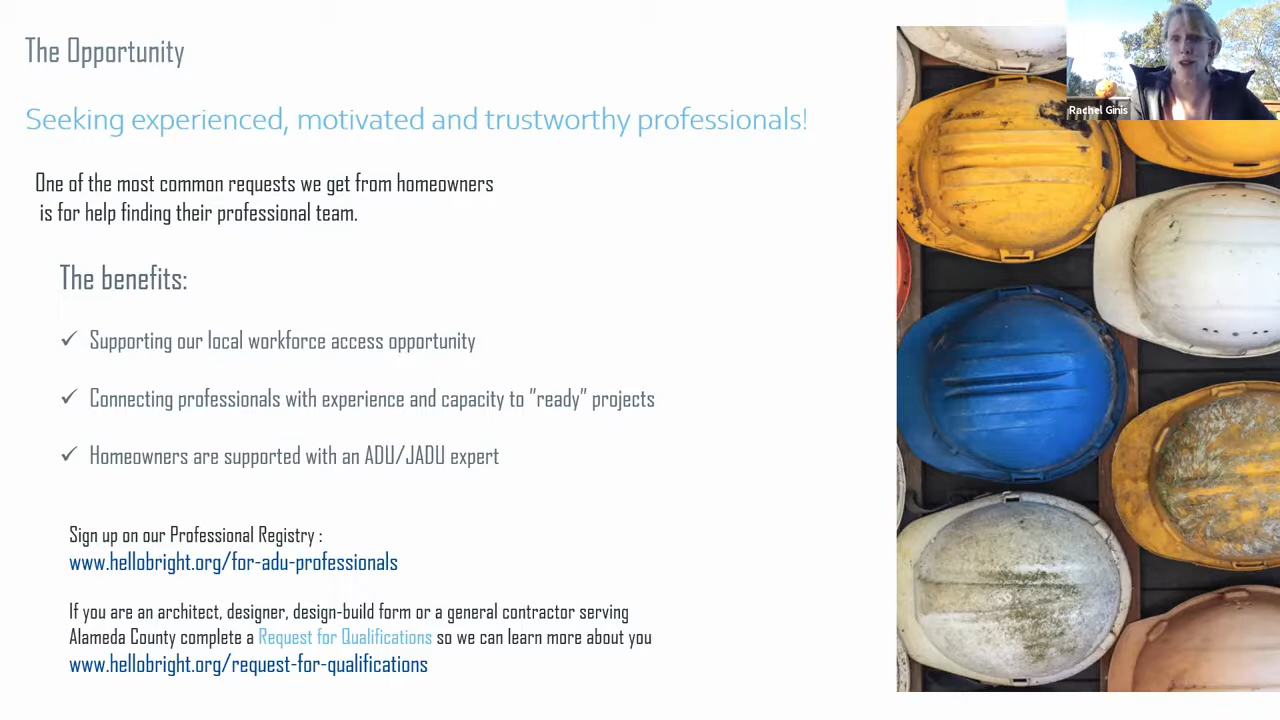 The Opportunity
Seeking experienced, motivated and trustworthy professionals!
One of the most common requests we get from homeowners
is for help finding their professional team.
The benefits:
✓ Supporting our local workforce access opportunity
✓ Connecting professionals with experience and capacity to "ready" projects
✓ Homeowners are supported with an ADU/JADU expert
Sign up on our Professional Registry :
www.hellobright.org/for-adu-professionals
If you are an architect, designer, design-build form or a general contractor serving
Alameda County complete a Request for Qualifications so we can learn more about you
www.hellobright.org/request-for-qualifications
Rachel Ginis